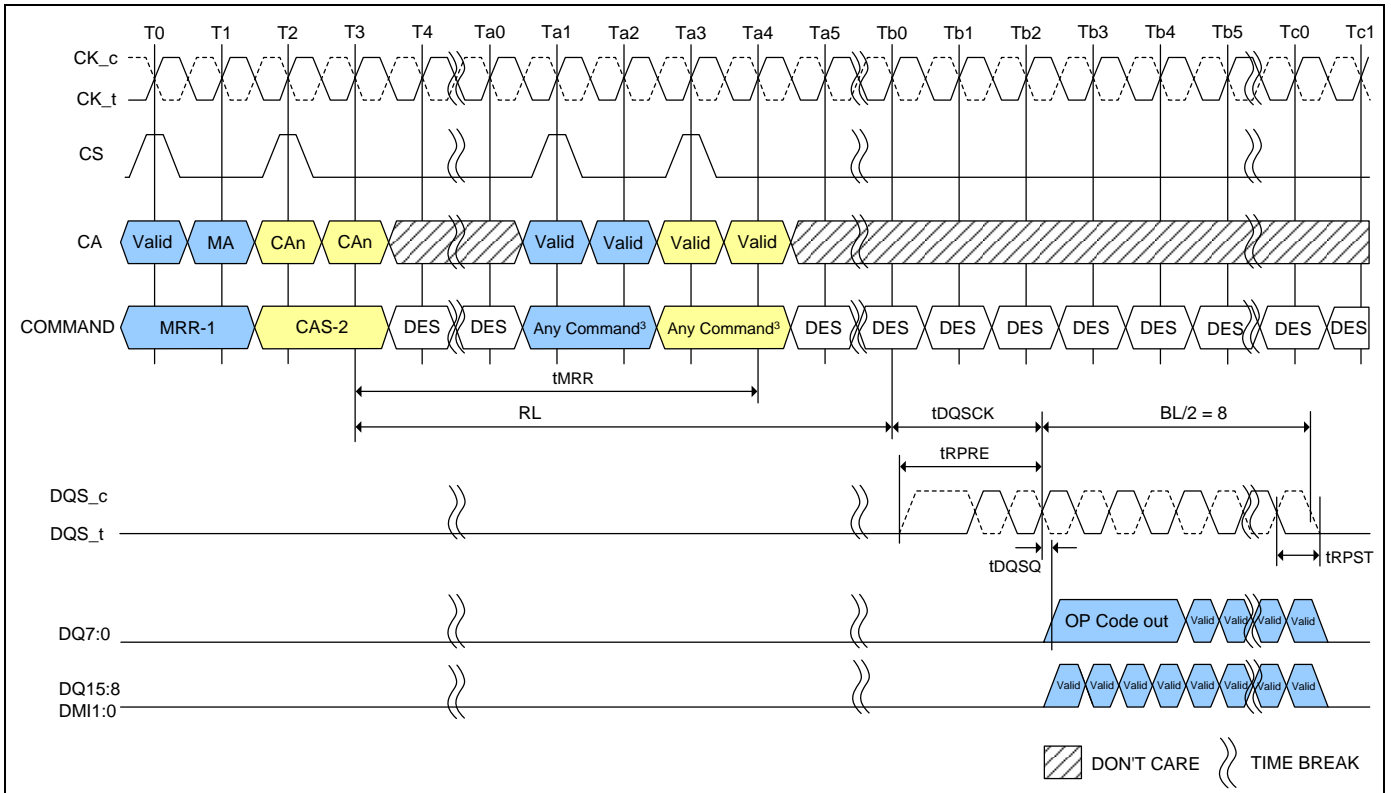 T0 T1 T2 T3 T4 Ta0 Ta1 Ta2 Ta3 Ta4 Ta5 Tb0 Tb1 Tb2 Tb3 Tb4 Tb5 Tc0 Tc1
CK_c
CK_t
CS
CA Valid MA CAn CAn Valid Valid Valid Valid
COMMAND MRR-1 CAS-2 DES DES Any Command³ Any Command³ DES DES DES DES DES DES DES DES DES
tMRR
RL tDQSCK BL/2 = 8
tRPRE
DQS_c
DQS_t
tDQSQ tRPST
DQ7:0 OP Code out Valid Valid Valid Valid
DQ15:8 Valid Valid Valid Valid Valid Valid Valid Valid
DMI1:0
DON'T CARE TIME BREAK